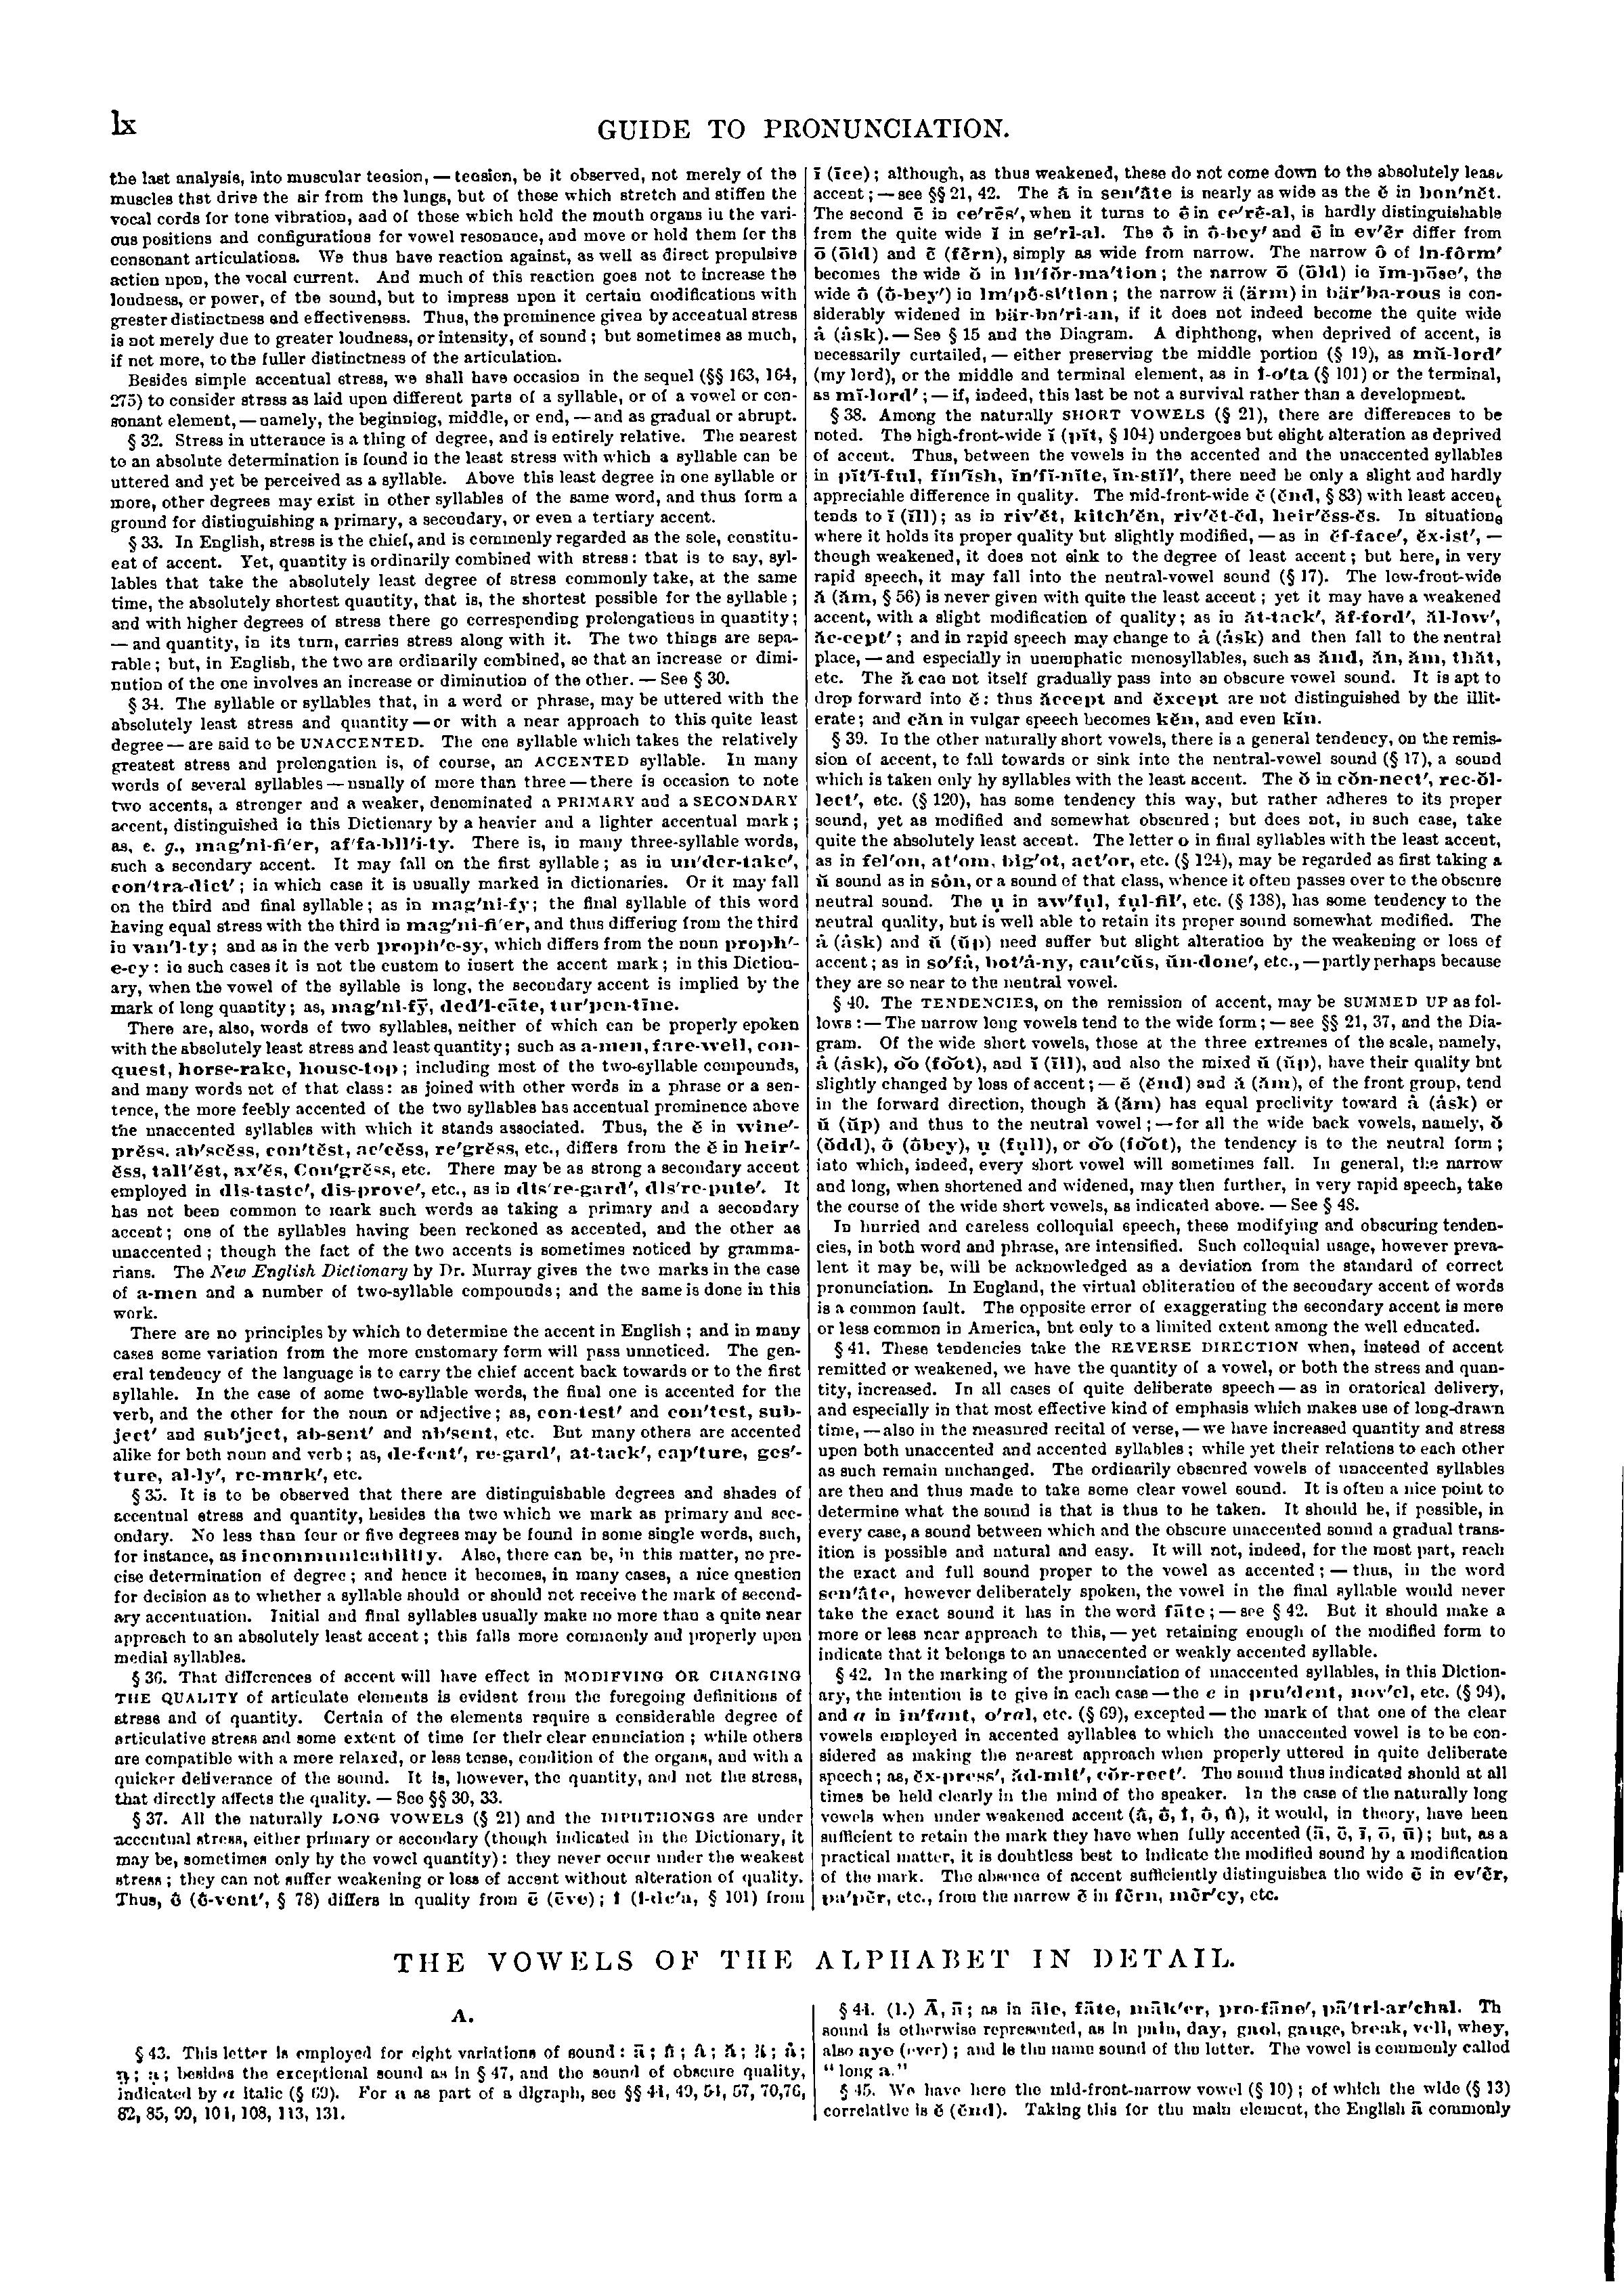 lx
GUIDE TO PRONUNCIATION.
the last analysis, into muscular tension, — tension, be it observed, not merely of the
muscles that drive the air from the lungs, but of those which stretch and stiffen the
vocal cords for tone vibration, and of those which hold the mouth organs in the vari-
ous positions and configurations for vowel resonance, and move or hold them for the
consonant articulations. We thus have reaction against, as well as direct propulsive
action upon, the vocal current. And much of this reaction goes not to increase the
loudness, or power, of the sound, but to impress upon it certain modifications with
greater distinctness and effectiveness. Thus, the prominence given by accentual stress
is not merely due to greater loudness, or intensity, of sound; but sometimes as much,
if not more, to the fuller distinctness of the articulation.
Besides simple accentual stress, we shall have occasion in the sequel (§§ 163, 164,
275) to consider stress as laid upon different parts of a syllable, or of a vowel or con-
sonant element, — namely, the beginning, middle, or end, — and as gradual or abrupt.
§ 32. Stress in utterance is a thing of degree, and is entirely relative. The nearest
to an absolute determination is found in the least stress with which a syllable can be
uttered and yet be perceived as a syllable. Above this least degree in one syllable or
more, other degrees may exist in other syllables of the same word, and thus form a
ground for distinguishing a primary, a secondary, or even a tertiary accent.
§ 33. In English, stress is the chief, and is commonly regarded as the sole, constitu-
ent of accent. Yet, quantity is ordinarily combined with stress: that is to say, syl-
lables that take the absolutely least degree of stress commonly take, at the same
time, the absolutely shortest quantity, that is, the shortest possible for the syllable;
and with higher degrees of stress there go corresponding prolongations in quantity;
— and quantity, in its turn, carries stress along with it. The two things are sepa-
rable; but, in English, the two are ordinarily combined, so that an increase or dimi-
nution of the one involves an increase or diminution of the other. — See § 30.
§ 34. The syllable or syllables that, in a word or phrase, may be uttered with the
absolutely least stress and quantity — or with a near approach to this quite least
degree — are said to be UNACCENTED. The one syllable which takes the relatively
greatest stress and prolongation is, of course, an ACCENTED syllable. In many
words of several syllables — usually of more than three — there is occasion to note
two accents, a stronger and a weaker, denominated a PRIMARY and a SECONDARY
accent, distinguished in this Dictionary by a heavier and a lighter accentual mark;
as, e. g., mag′ni-fi′er, af′fa-bil′i-ty. There is, in many three-syllable words,
such a secondary accent. It may fall on the first syllable; as in un′der-take′,
con′tra-dict′; in which case it is usually marked in dictionaries. Or it may fall
on the third and final syllable; as in mag′ni-fy; the final syllable of this word
having equal stress with the third in mag′ni-fi′er, and thus differing from the third
in van′i-ty; and as in the verb proph′e-sy, which differs from the noun proph′-
e-cy: in such cases it is not the custom to insert the accent mark; in this Diction-
ary, when the vowel of the syllable is long, the secondary accent is implied by the
mark of long quantity; as, mag′ni-fȳ, ded′i-cāte, tur′pen-tīne.
There are, also, words of two syllables, neither of which can be properly spoken
with the absolutely least stress and least quantity; such as a-men, fare-well, con-
quest, horse-rake, house-top; including most of the two-syllable compounds,
and many words not of that class: as joined with other words in a phrase or a sen-
tence, the more feebly accented of the two syllables has accentual prominence above
the unaccented syllables with which it stands associated. Thus, the ĕ in wine′-
prĕss, ab′scĕss, con′tĕst, ac′cĕss, re′grĕss, etc., differs from the ĕ in heir′-
ĕss, tall′ĕst, ax′ĕs, Con′grĕss, etc. There may be as strong a secondary accent
employed in dis-taste′, dis-prove′, etc., as in dis′re-gard′, dis′re-pute′. It
has not been common to mark such words as taking a primary and a secondary
accent; one of the syllables having been reckoned as accented, and the other as
unaccented; though the fact of the two accents is sometimes noticed by gramma-
rians. The New English Dictionary by Dr. Murray gives the two marks in the case
of a-men and a number of two-syllable compounds; and the same is done in this
work.
There are no principles by which to determine the accent in English; and in many
cases some variation from the more customary form will pass unnoticed. The gen-
eral tendency of the language is to carry the chief accent back towards or to the first
syllable. In the case of some two-syllable words, the final one is accented for the
verb, and the other for the noun or adjective; as, con-test′ and con′test, sub-
ject′ and sub′ject, ab-sent′ and ab′sent, etc. But many others are accented
alike for both noun and verb; as, de-feat′, re-gard′, at-tack′, cap′ture, ges′-
ture, al-ly′, re-mark′, etc.
§ 35. It is to be observed that there are distinguishable degrees and shades of
accentual stress and quantity, besides the two which we mark as primary and sec-
ondary. No less than four or five degrees may be found in some single words, such,
for instance, as incommunicability. Also, there can be, in this matter, no pre-
cise determination of degree; and hence it becomes, in many cases, a nice question
for decision as to whether a syllable should or should not receive the mark of second-
ary accentuation. Initial and final syllables usually make no more than a quite near
approach to an absolutely least accent; this falls more commonly and properly upon
medial syllables.
§ 36. That differences of accent will have effect in MODIFYING OR CHANGING
THE QUALITY of articulate elements is evident from the foregoing definitions of
stress and of quantity. Certain of the elements require a considerable degree of
articulative stress and some extent of time for their clear enunciation; while others
are compatible with a more relaxed, or less tense, condition of the organs, and with a
quicker deliverance of the sound. It is, however, the quantity, and not the stress,
that directly affects the quality. — See §§ 30, 33.
§ 37. All the naturally LONG VOWELS (§ 21) and the DIPHTHONGS are under
accentual stress, either primary or secondary (though indicated in the Dictionary, it
may be, sometimes only by the vowel quantity): they never occur under the weakest
stress; they can not suffer weakening or loss of accent without alteration of quality.
Thus, ē̍ (ē̍-vent′, § 78) differs in quality from ē (ēve); ī̍ (ī̍-de′a, § 101) from
ī (īce); although, as thus weakened, these do not come down to the absolutely least
accent; — see §§ 21, 42. The ā̍ in sen′ā̍te is nearly as wide as the ĕ in bon′nĕt.
The second ē in ce′rēs′, when it turns to ē̍ in ce′rē̍-al, is hardly distinguishable
from the quite wide ĭ in se′rĭ-al. The ō̍ in ō̍-bey′ and ẽ in ev′ẽr differ from
ō (ōld) and ẽ (fẽrn), simply as wide from narrow. The narrow ô of in-fôrm′
becomes the wide ŏ in in′fŏr-ma′tion; the narrow ō (ōld) in ĭm-pōse′, the
wide ō̍ (ō̍-bey′) in im′pō̍-si′tion; the narrow ä (ärm) in bär′ba-rous is con-
siderably widened in bär-ba′ri-an, if it does not indeed become the quite wide
ȧ (ȧsk). — See § 15 and the Diagram. A diphthong, when deprived of accent, is
necessarily curtailed, — either preserving the middle portion (§ 19), as mĭ̇-lord′
(my lord), or the middle and terminal element, as in ī̍-o′ta (§ 101) or the terminal,
as mĭ-lord′; — if, indeed, this last be not a survival rather than a development.
§ 38. Among the naturally SHORT VOWELS (§ 21), there are differences to be
noted. The high-front-wide ĭ (pĭt, § 104) undergoes but slight alteration as deprived
of accent. Thus, between the vowels in the accented and the unaccented syllables
in pĭt′ĭ-ful, fĭn′ĭsh, ĭn′fĭ-nĭte, ĭn-stĭl′, there need be only a slight and hardly
appreciable difference in quality. The mid-front-wide ĕ (ĕnd, § 83) with least accent
tends to ĭ (ĭll); as in riv′ĕt, kitch′ĕn, riv′ĕt-ĕd, heir′ĕss-ĕs. In situations
where it holds its proper quality but slightly modified, — as in ĕf-face′, ĕx-ist′, —
though weakened, it does not sink to the degree of least accent; but here, in very
rapid speech, it may fall into the neutral-vowel sound (§ 17). The low-front-wide
ă (ăm, § 56) is never given with quite the least accent; yet it may have a weakened
accent, with a slight modification of quality; as in ăt-tack′, ăf-ford′, ăl-low′,
ăc-cept′; and in rapid speech may change to ȧ (ȧsk) and then fall to the neutral
place, — and especially in unemphatic monosyllables, such as ănd, ăn, ăm, thăt,
etc. The ă can not itself gradually pass into an obscure vowel sound. It is apt to
drop forward into ĕ: thus ăccept and ĕxcept are not distinguished by the illit-
erate; and căn in vulgar speech becomes kĕn, and even kĭn.
§ 39. In the other naturally short vowels, there is a general tendency, on the remis-
sion of accent, to fall towards or sink into the neutral-vowel sound (§ 17), a sound
which is taken only by syllables with the least accent. The ŏ in cŏn-nect′, rec-ŏl-
lect′, etc. (§ 120), has some tendency this way, but rather adheres to its proper
sound, yet as modified and somewhat obscured; but does not, in such case, take
quite the absolutely least accent. The letter o in final syllables with the least accent,
as in fel′on, at′om, big′ot, act′or, etc. (§ 124), may be regarded as first taking a
ŭ sound as in sȯn, or a sound of that class, whence it often passes over to the obscure
neutral sound. The ụ in aw′fụl, fụl-fil′, etc. (§ 138), has some tendency to the
neutral quality, but is well able to retain its proper sound somewhat modified. The
ȧ (ȧsk) and ŭ (ŭp) need suffer but slight alteration by the weakening or loss of
accent; as in so′fȧ, bot′ȧ-ny, cau′cŭs, ŭn-done′, etc., — partly perhaps because
they are so near to the neutral vowel.
§ 40. The TENDENCIES, on the remission of accent, may be SUMMED UP as fol-
lows: — The narrow long vowels tend to the wide form; — see §§ 21, 37, and the Dia-
gram. Of the wide short vowels, those at the three extremes of the scale, namely,
ȧ (ȧsk), o͝o (fo͝ot), and ĭ (ĭll), and also the mixed ŭ (ŭp), have their quality but
slightly changed by loss of accent; — ĕ (ĕnd) and ă (ăm), of the front group, tend
in the forward direction, though ă (ăm) has equal proclivity toward ȧ (ȧsk) or
ŭ (ŭp) and thus to the neutral vowel; — for all the wide back vowels, namely, ŏ
(ŏdd), ō̍ (ō̍bey), ụ (fụll), or o͝o (fo͝ot), the tendency is to the neutral form;
into which, indeed, every short vowel will sometimes fall. In general, the narrow
and long, when shortened and widened, may then further, in very rapid speech, take
the course of the wide short vowels, as indicated above. — See § 48.
In hurried and careless colloquial speech, these modifying and obscuring tenden-
cies, in both word and phrase, are intensified. Such colloquial usage, however preva-
lent it may be, will be acknowledged as a deviation from the standard of correct
pronunciation. In England, the virtual obliteration of the secondary accent of words
is a common fault. The opposite error of exaggerating the secondary accent is more
or less common in America, but only to a limited extent among the well educated.
§ 41. These tendencies take the REVERSE DIRECTION when, instead of accent
remitted or weakened, we have the quantity of a vowel, or both the stress and quan-
tity, increased. In all cases of quite deliberate speech — as in oratorical delivery,
and especially in that most effective kind of emphasis which makes use of long-drawn
time, — also in the measured recital of verse, — we have increased quantity and stress
upon both unaccented and accented syllables; while yet their relations to each other
as such remain unchanged. The ordinarily obscured vowels of unaccented syllables
are then and thus made to take some clear vowel sound. It is often a nice point to
determine what the sound is that is thus to be taken. It should be, if possible, in
every case, a sound between which and the obscure unaccented sound a gradual trans-
ition is possible and natural and easy. It will not, indeed, for the most part, reach
the exact and full sound proper to the vowel as accented; — thus, in the word
sen′ā̍te, however deliberately spoken, the vowel in the final syllable would never
take the exact sound it has in the word fāte; — see § 42. But it should make a
more or less near approach to this, — yet retaining enough of the modified form to
indicate that it belongs to an unaccented or weakly accented syllable.
§ 42. In the marking of the pronunciation of unaccented syllables, in this Diction-
ary, the intention is to give in each case — the e in pru′dent, nov′el, etc. (§ 94),
and a in in′fant, o′ral, etc. (§ 69), excepted — the mark of that one of the clear
vowels employed in accented syllables to which the unaccented vowel is to be con-
sidered as making the nearest approach when properly uttered in quite deliberate
speech; as, ĕx-press′, ăd-mit′, cŏr-rect′. The sound thus indicated should at all
times be held clearly in the mind of the speaker. In the case of the naturally long
vowels when under weakened accent (ā̍, ē̍, ī̍, ō̍, ū̍), it would, in theory, have been
sufficient to retain the mark they have when fully accented (ā, ē, ī, ō, ū); but, as a
practical matter, it is doubtless best to indicate the modified sound by a modification
of the mark. The absence of accent sufficiently distinguishes the wide ẽ in ev′ẽr,
pa′pẽr, etc., from the narrow ẽ in fẽrn, mẽr′cy, etc.
THE VOWELS OF THE ALPHABET IN DETAIL.
A.
§ 43. This letter is employed for eight variations of sound: ā; ā̍; â; ă; ä; ȧ;
ạ; besides the exceptional sound as in § 47, and the sound of obscure quality,
indicated by a italic (§ 69). For a as part of a digraph, see §§ 44, 49, 54, 57, 70, 76,
82, 85, 99, 101, 108, 113, 131.
§ 44. (1.) Ā, ā; as in āle, fāte, māk′er, pro-fāne′, pā′tri-ar′chal. Th
sound is otherwise represented, as in pain, day, gaol, gauge, break, veil, whey,
also aye (ever); and is the name sound of the letter. The vowel is commonly called
“long a.”
§ 45. We have here the mid-front-narrow vowel (§ 10); of which the wide (§ 13)
correlative is ĕ (ĕnd). Taking this for the main element, the English ā commonly